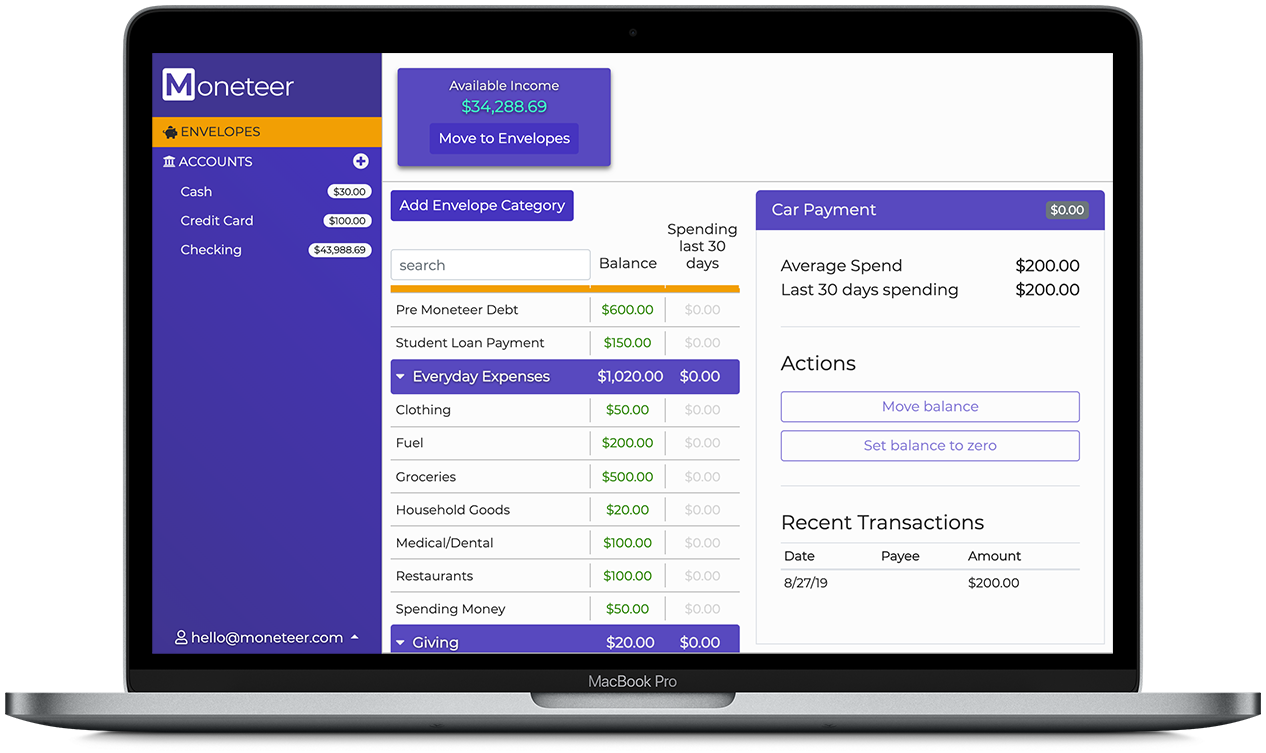 Moneteer
ENVELOPES
ACCOUNTS
Cash $30.00
Credit Card $100.00
Checking $43,988.69
hello@moneteer.com
Available Income
$34,288.69
Move to Envelopes
Add Envelope Category
search Balance Spending
last 30
days
Pre Moneteer Debt $600.00 $0.00
Student Loan Payment $150.00 $0.00
Everyday Expenses $1,020.00 $0.00
Clothing $50.00 $0.00
Fuel $200.00 $0.00
Groceries $500.00 $0.00
Household Goods $20.00 $0.00
Medical/Dental $100.00 $0.00
Restaurants $100.00 $0.00
Spending Money $50.00 $0.00
Giving $20.00 $0.00
Car Payment $0.00
Average Spend $200.00
Last 30 days spending $200.00
Actions
Move balance
Set balance to zero
Recent Transactions
Date Payee Amount
8/27/19 $200.00
MacBook Pro